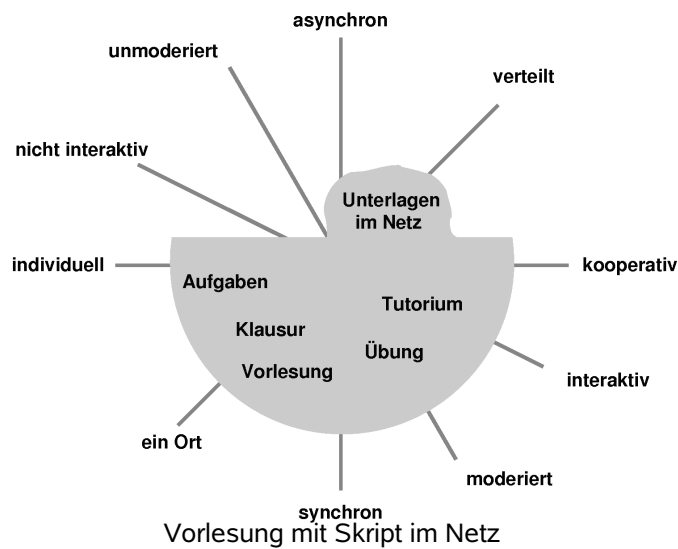 asynchron
unmoderiert
verteilt
nicht interaktiv
Unterlagen
im Netz
individuell
kooperativ
Aufgaben
Tutorium
Klausur
Übung
Vorlesung
interaktiv
ein Ort
moderiert
synchron
Vorlesung mit Skript im Netz